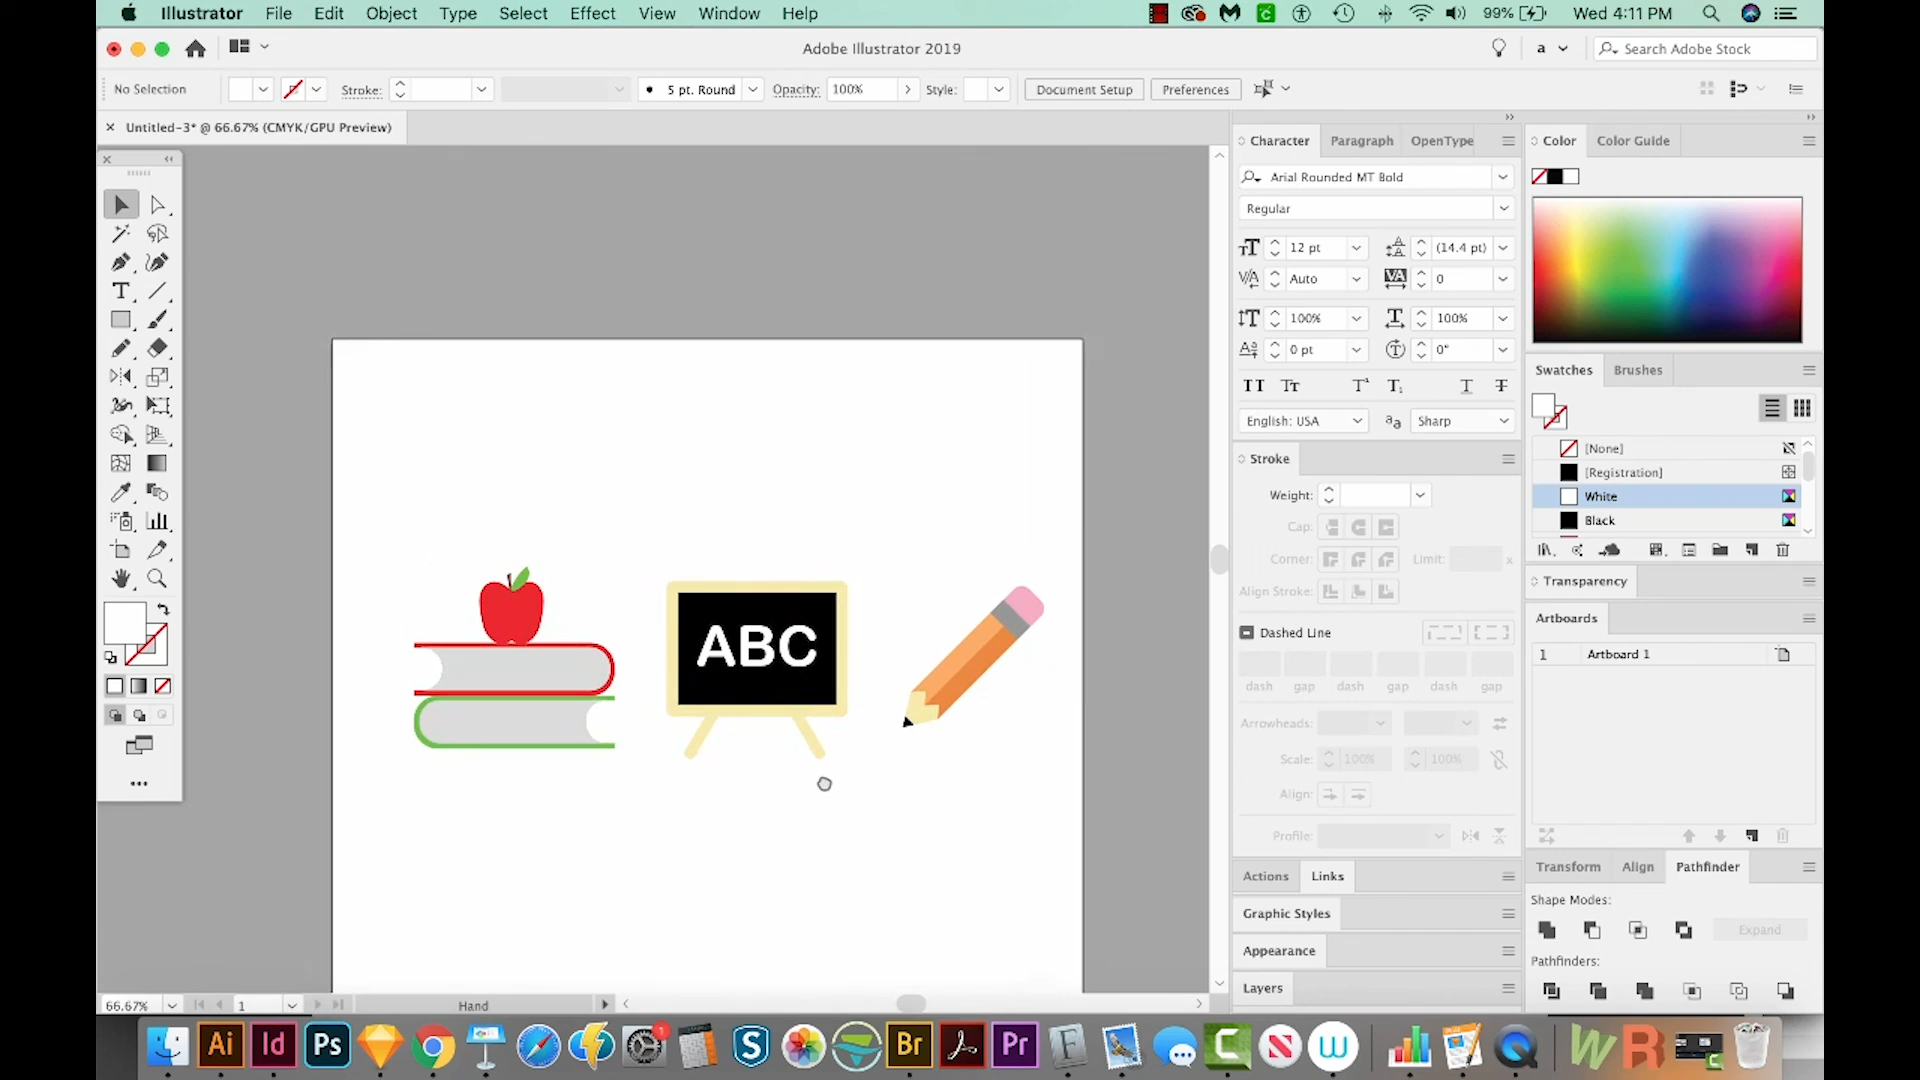 Illustrator File Edit Object Type Select Effect View Window Help
99% Wed 4:11 PM
Adobe Illustrator 2019
a
Search Adobe Stock
No Selection
Stroke:
5 pt. Round
Opacity: 100%
Style:
Document Setup
Preferences
Untitled-3* @ 66.67% (CMYK/GPU Preview)
Character Paragraph OpenType
Arial Rounded MT Bold
Regular
12 pt
(14.4 pt)
Auto
0
100%
100%
0 pt
0°
English: USA
Sharp
Stroke
Weight:
Cap:
Corner:
Limit:
x
Align Stroke:
Dashed Line
dash gap dash gap dash gap
Arrowheads:
Scale: 100% 100%
Align:
Profile:
Actions Links
Graphic Styles
Appearance
Layers
Color Color Guide
Swatches Brushes
[None]
[Registration]
White
Black
Transparency
Artboards
1 Artboard 1
Transform Align Pathfinder
Shape Modes:
Expand
Pathfinders:
ABC
66.67%
1
Hand
Ai Id Ps
1
S
Br
Pr
F
C
N
W
W R